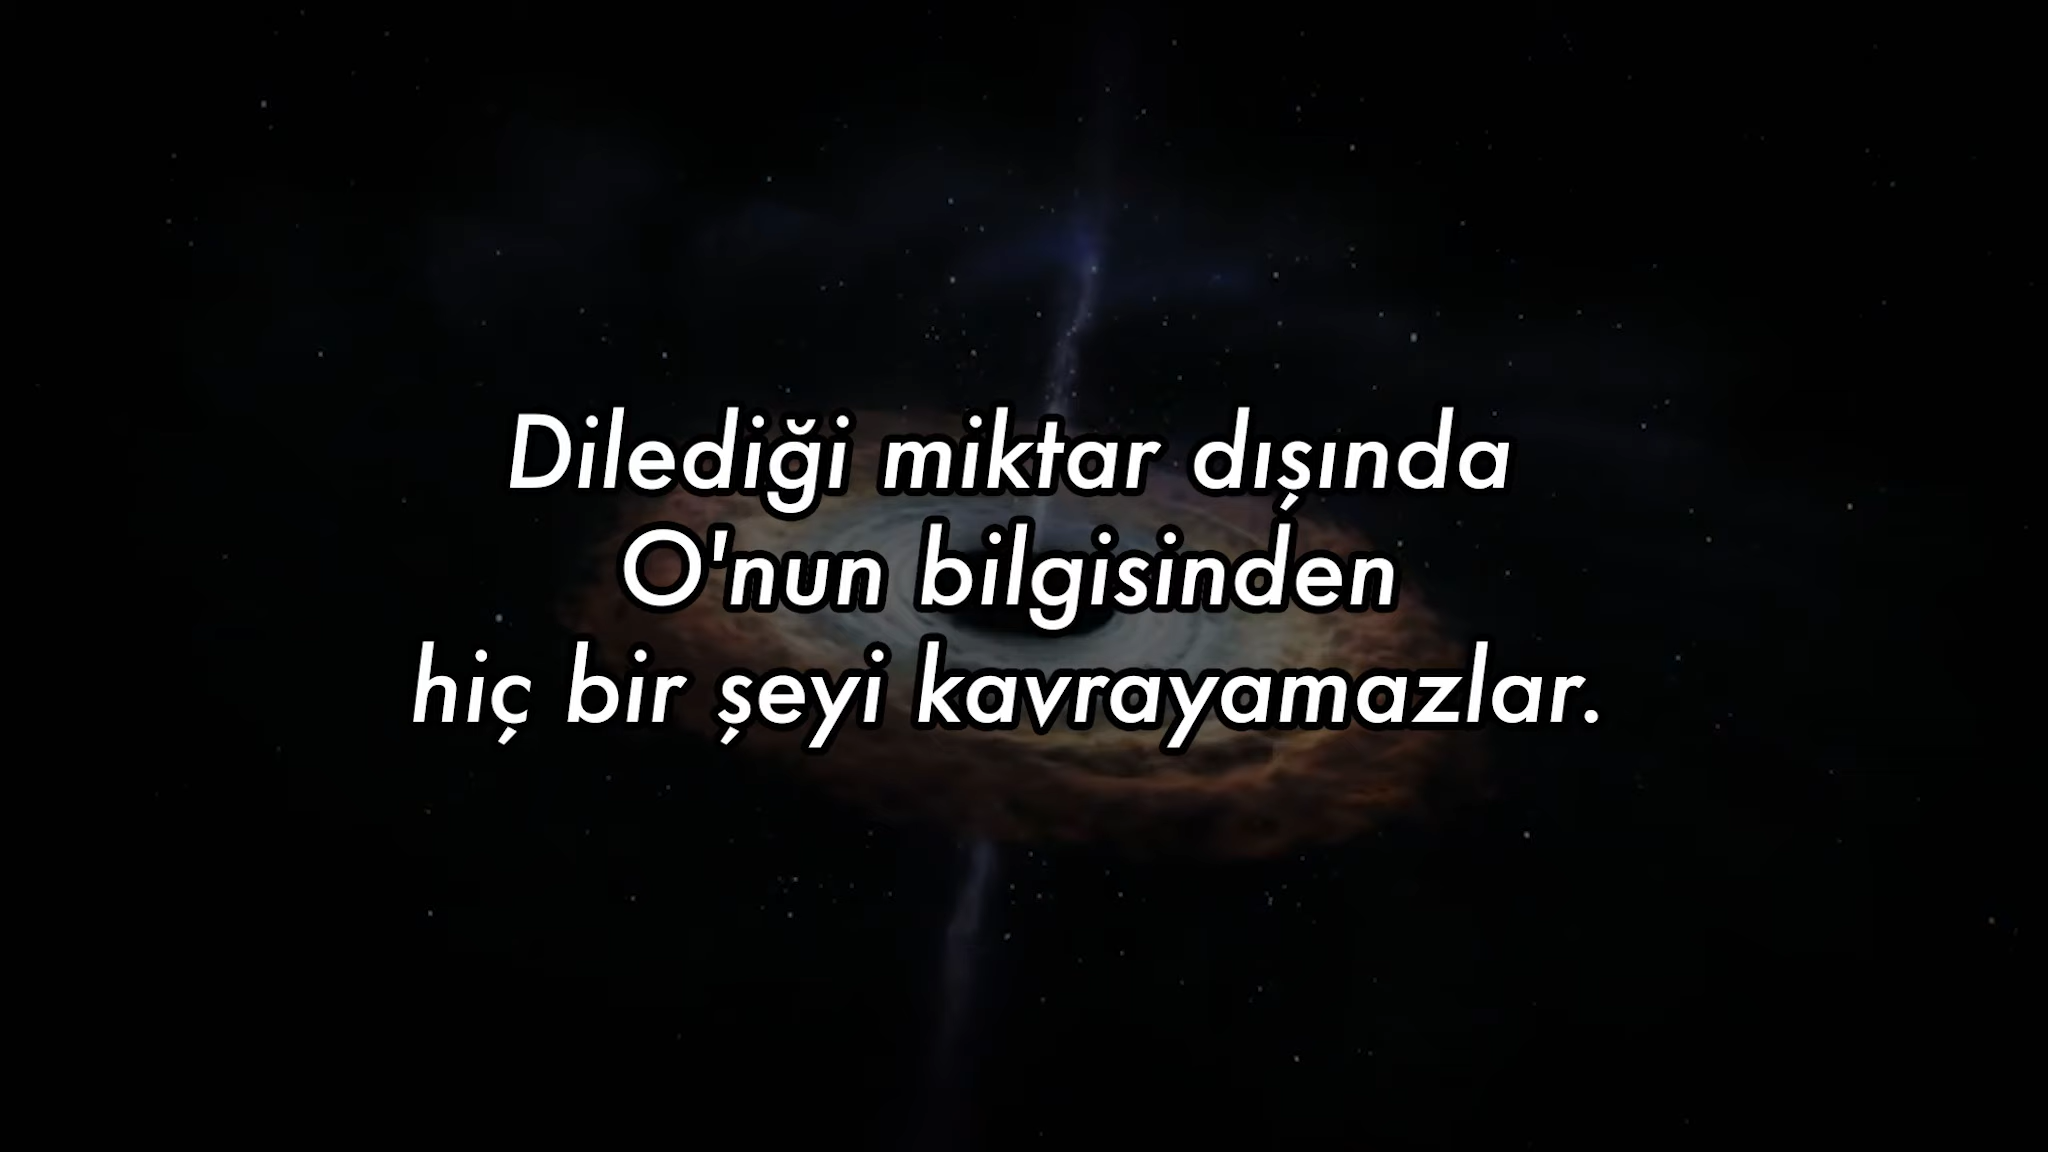 Dilediği miktar dışında
O'nun bilgisinden
hiç bir şeyi kavrayamazlar.